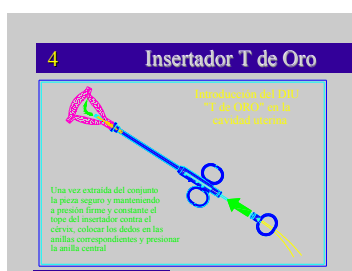 4 Insertador T de Oro
Introducción del DIU
"T de ORO" en la
cavidad uterina
Una vez extraída del conjunto
la pieza seguro y manteniendo
a presión firme y constante el
tope del insertador contra el
cérvix, colocar los dedos en las
anillas correspondientes y presionar
la anilla central